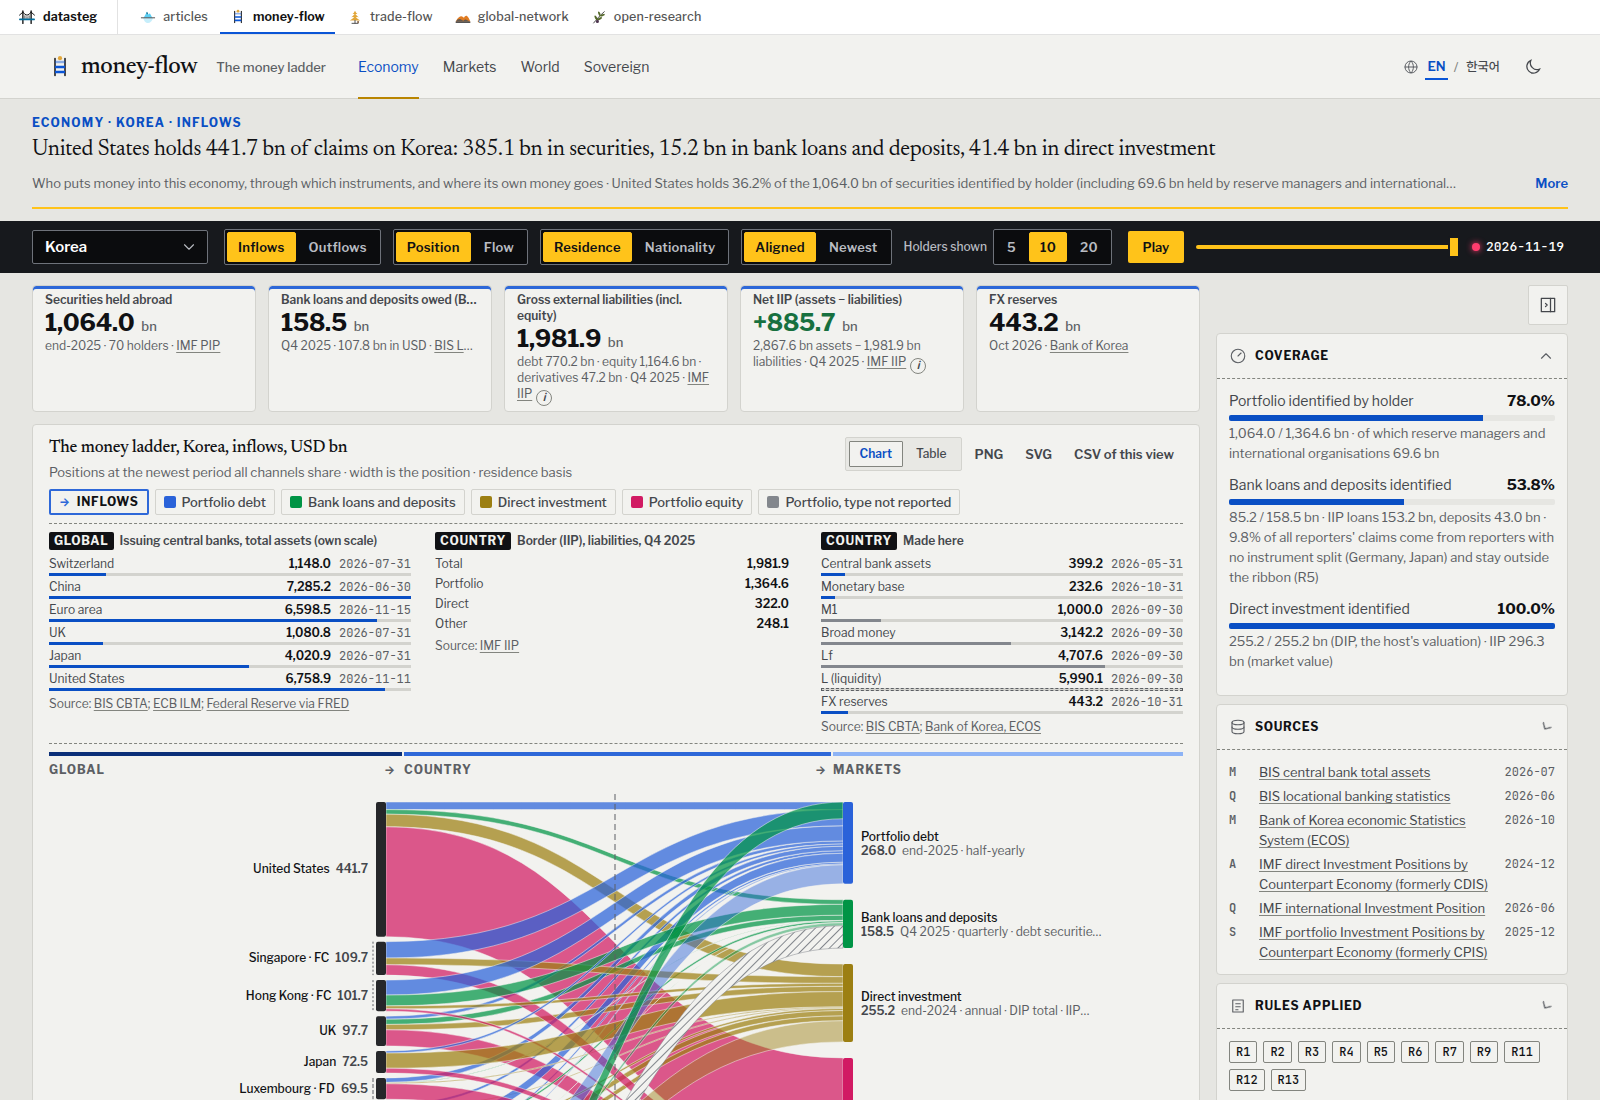 datasteg articles money-flow trade-flow global-network open-research
money-flow The money ladder Economy Markets World Sovereign EN / 한국어
ECONOMY · KOREA · INFLOWS
United States holds 441.7 bn of claims on Korea: 385.1 bn in securities, 15.2 bn in bank loans and deposits, 41.4 bn in direct investment
Who puts money into this economy, through which instruments, and where its own money goes · United States holds 36.2% of the 1,064.0 bn of securities identified by holder (including 69.6 bn held by reserve managers and international... More
Korea Inflows Outflows Position Flow Residence Nationality Aligned Newest Holders shown 5 10 20 Play 2026-11-19
Securities held abroad
1,064.0 bn
end-2025 · 70 holders · IMF PIP
Bank loans and deposits owed (B...
158.5 bn
Q4 2025 · 107.8 bn in USD · BIS L...
Gross external liabilities (incl.
equity)
1,981.9 bn
debt 770.2 bn · equity 1,164.6 bn ·
derivatives 47.2 bn · Q4 2025 · IMF
IIP i
Net IIP (assets − liabilities)
+885.7 bn
2,867.6 bn assets − 1,981.9 bn
liabilities · Q4 2025 · IMF IIP i
FX reserves
443.2 bn
Oct 2026 · Bank of Korea
The money ladder, Korea, inflows, USD bn
Positions at the newest period all channels share · width is the position · residence basis
Chart Table PNG SVG CSV of this view
→ INFLOWS Portfolio debt Bank loans and deposits Direct investment Portfolio equity Portfolio, type not reported
GLOBAL Issuing central banks, total assets (own scale)
Switzerland 1,148.0 2026-07-31
China 7,285.2 2026-06-30
Euro area 6,598.5 2026-11-15
UK 1,080.8 2026-07-31
Japan 4,020.9 2026-07-31
United States 6,758.9 2026-11-11
Source: BIS CBTA; ECB ILM; Federal Reserve via FRED
COUNTRY Border (IIP), liabilities, Q4 2025
Total 1,981.9
Portfolio 1,364.6
Direct 322.0
Other 248.1
Source: IMF IIP
COUNTRY Made here
Central bank assets 399.2 2026-05-31
Monetary base 232.6 2026-10-31
M1 1,000.0 2026-09-30
Broad money 3,142.2 2026-09-30
Lf 4,707.6 2026-09-30
L (liquidity) 5,990.1 2026-09-30
FX reserves 443.2 2026-10-31
Source: BIS CBTA; Bank of Korea, ECOS
GLOBAL → COUNTRY → MARKETS
United States 441.7
Singapore · FC 109.7
Hong Kong · FC 101.7
UK 97.7
Japan 72.5
Luxembourg · FD 69.5
Portfolio debt
268.0 end-2025 · half-yearly
Bank loans and deposits
158.5 Q4 2025 · quarterly · debt securitie...
Direct investment
255.2 end-2024 · annual · DIP total · IIP...
COVERAGE
Portfolio identified by holder 78.0%
1,064.0 / 1,364.6 bn · of which reserve managers and
international organisations 69.6 bn
Bank loans and deposits identified 53.8%
85.2 / 158.5 bn · IIP loans 153.2 bn, deposits 43.0 bn ·
9.8% of all reporters' claims come from reporters with
no instrument split (Germany, Japan) and stay outside
the ribbon (R5)
Direct investment identified 100.0%
255.2 / 255.2 bn (DIP, the host's valuation) · IIP 296.3
bn (market value)
SOURCES
M BIS central bank total assets 2026-07
Q BIS locational banking statistics 2026-06
M Bank of Korea economic Statistics 2026-10
System (ECOS)
A IMF direct Investment Positions by 2024-12
Counterpart Economy (formerly CDIS)
Q IMF international Investment Position 2026-06
S IMF portfolio Investment Positions by 2025-12
Counterpart Economy (formerly CPIS)
RULES APPLIED
R1 R2 R3 R4 R5 R6 R7 R9 R11
R12 R13